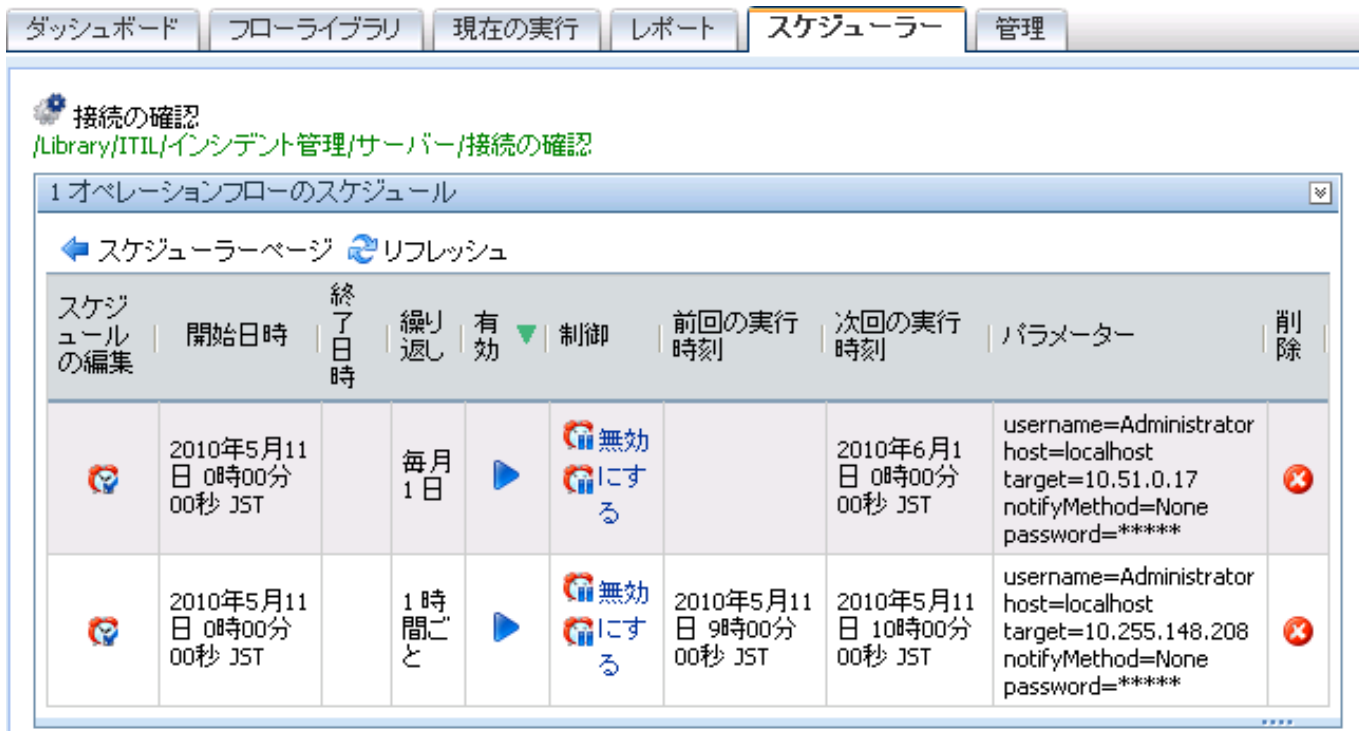 ダッシュボード フローライブラリ 現在の実行 レポート スケジューラー 管理
接続の確認
/Library/ITIL/インシデント管理/サーバー/接続の確認
1 オペレーションフローのスケジュール
スケジューラーページ リフレッシュ
スケジ
ュール
の編集
開始日時
終
了
日
時
繰り
返し
有
効
制御
前回の実行
時刻
次回の実行
時刻
パラメーター
削
除
2010年5月11
日 0時00分
00秒 JST
毎月
1日
無効
にす
る
2010年6月1
日 0時00分
00秒 JST
username=Administrator
host=localhost
target=10.51.0.17
notifyMethod=None
password=*****
2010年5月11
日 0時00分
00秒 JST
1時
間ご
と
無効
にす
る
2010年5月11
日 9時00分
00秒 JST
2010年5月11
日 10時00分
00秒 JST
username=Administrator
host=localhost
target=10.255.148.208
notifyMethod=None
password=*****